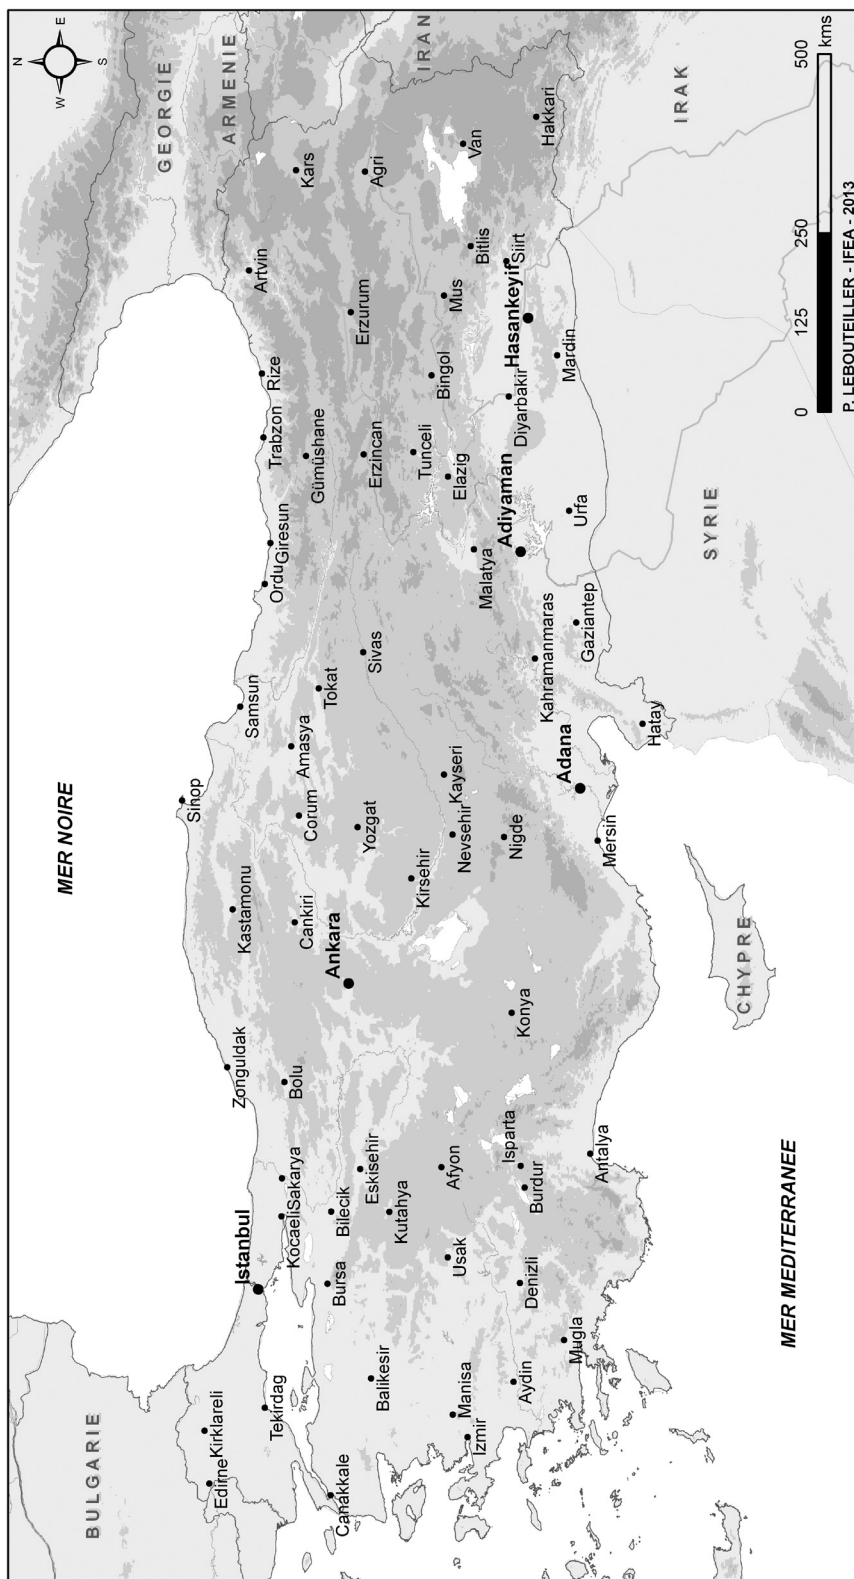 N
E
S
W
MER NOIRE
BULGARIE
GEORGIE
ARMENIE
IRAN
Edirne
Kirklareli
Tekirdag
Istanbul
Kocaeli
Sakarya
Zonguldak
Bolu
Kastamonu
Sinop
Cankiri
Corum
Amasya
Samsun
Tokat
Ordu
Giresun
Trabzon
Gümüshane
Rize
Artvin
Kars
Canakkale
Balikesir
Bursa
Bilecik
Eskisehir
Kutahya
Ankara
Yozgat
Kirsehir
Sivas
Erzincan
Erzurum
Agri
Manisa
Izmir
Usak
Afyon
Nevsehir
Kayseri
Malatya
Elazig
Tunceli
Bingol
Mus
Bitlis
Van
Aydin
Denizli
Burdur
Isparta
Konya
Nigde
Kahramanmaras
Adiyaman
Diyarbakir
Hasankeyif
Siirt
Hakkari
Mugla
Antalya
Mersin
Adana
Hatay
Gaziantep
Urfa
Mardin
MER MEDITERRANEE
CHYPRE
SYRIE
IRAK
0
125
250
500
kms
P. LEBOUTEILLER - IFEA - 2013